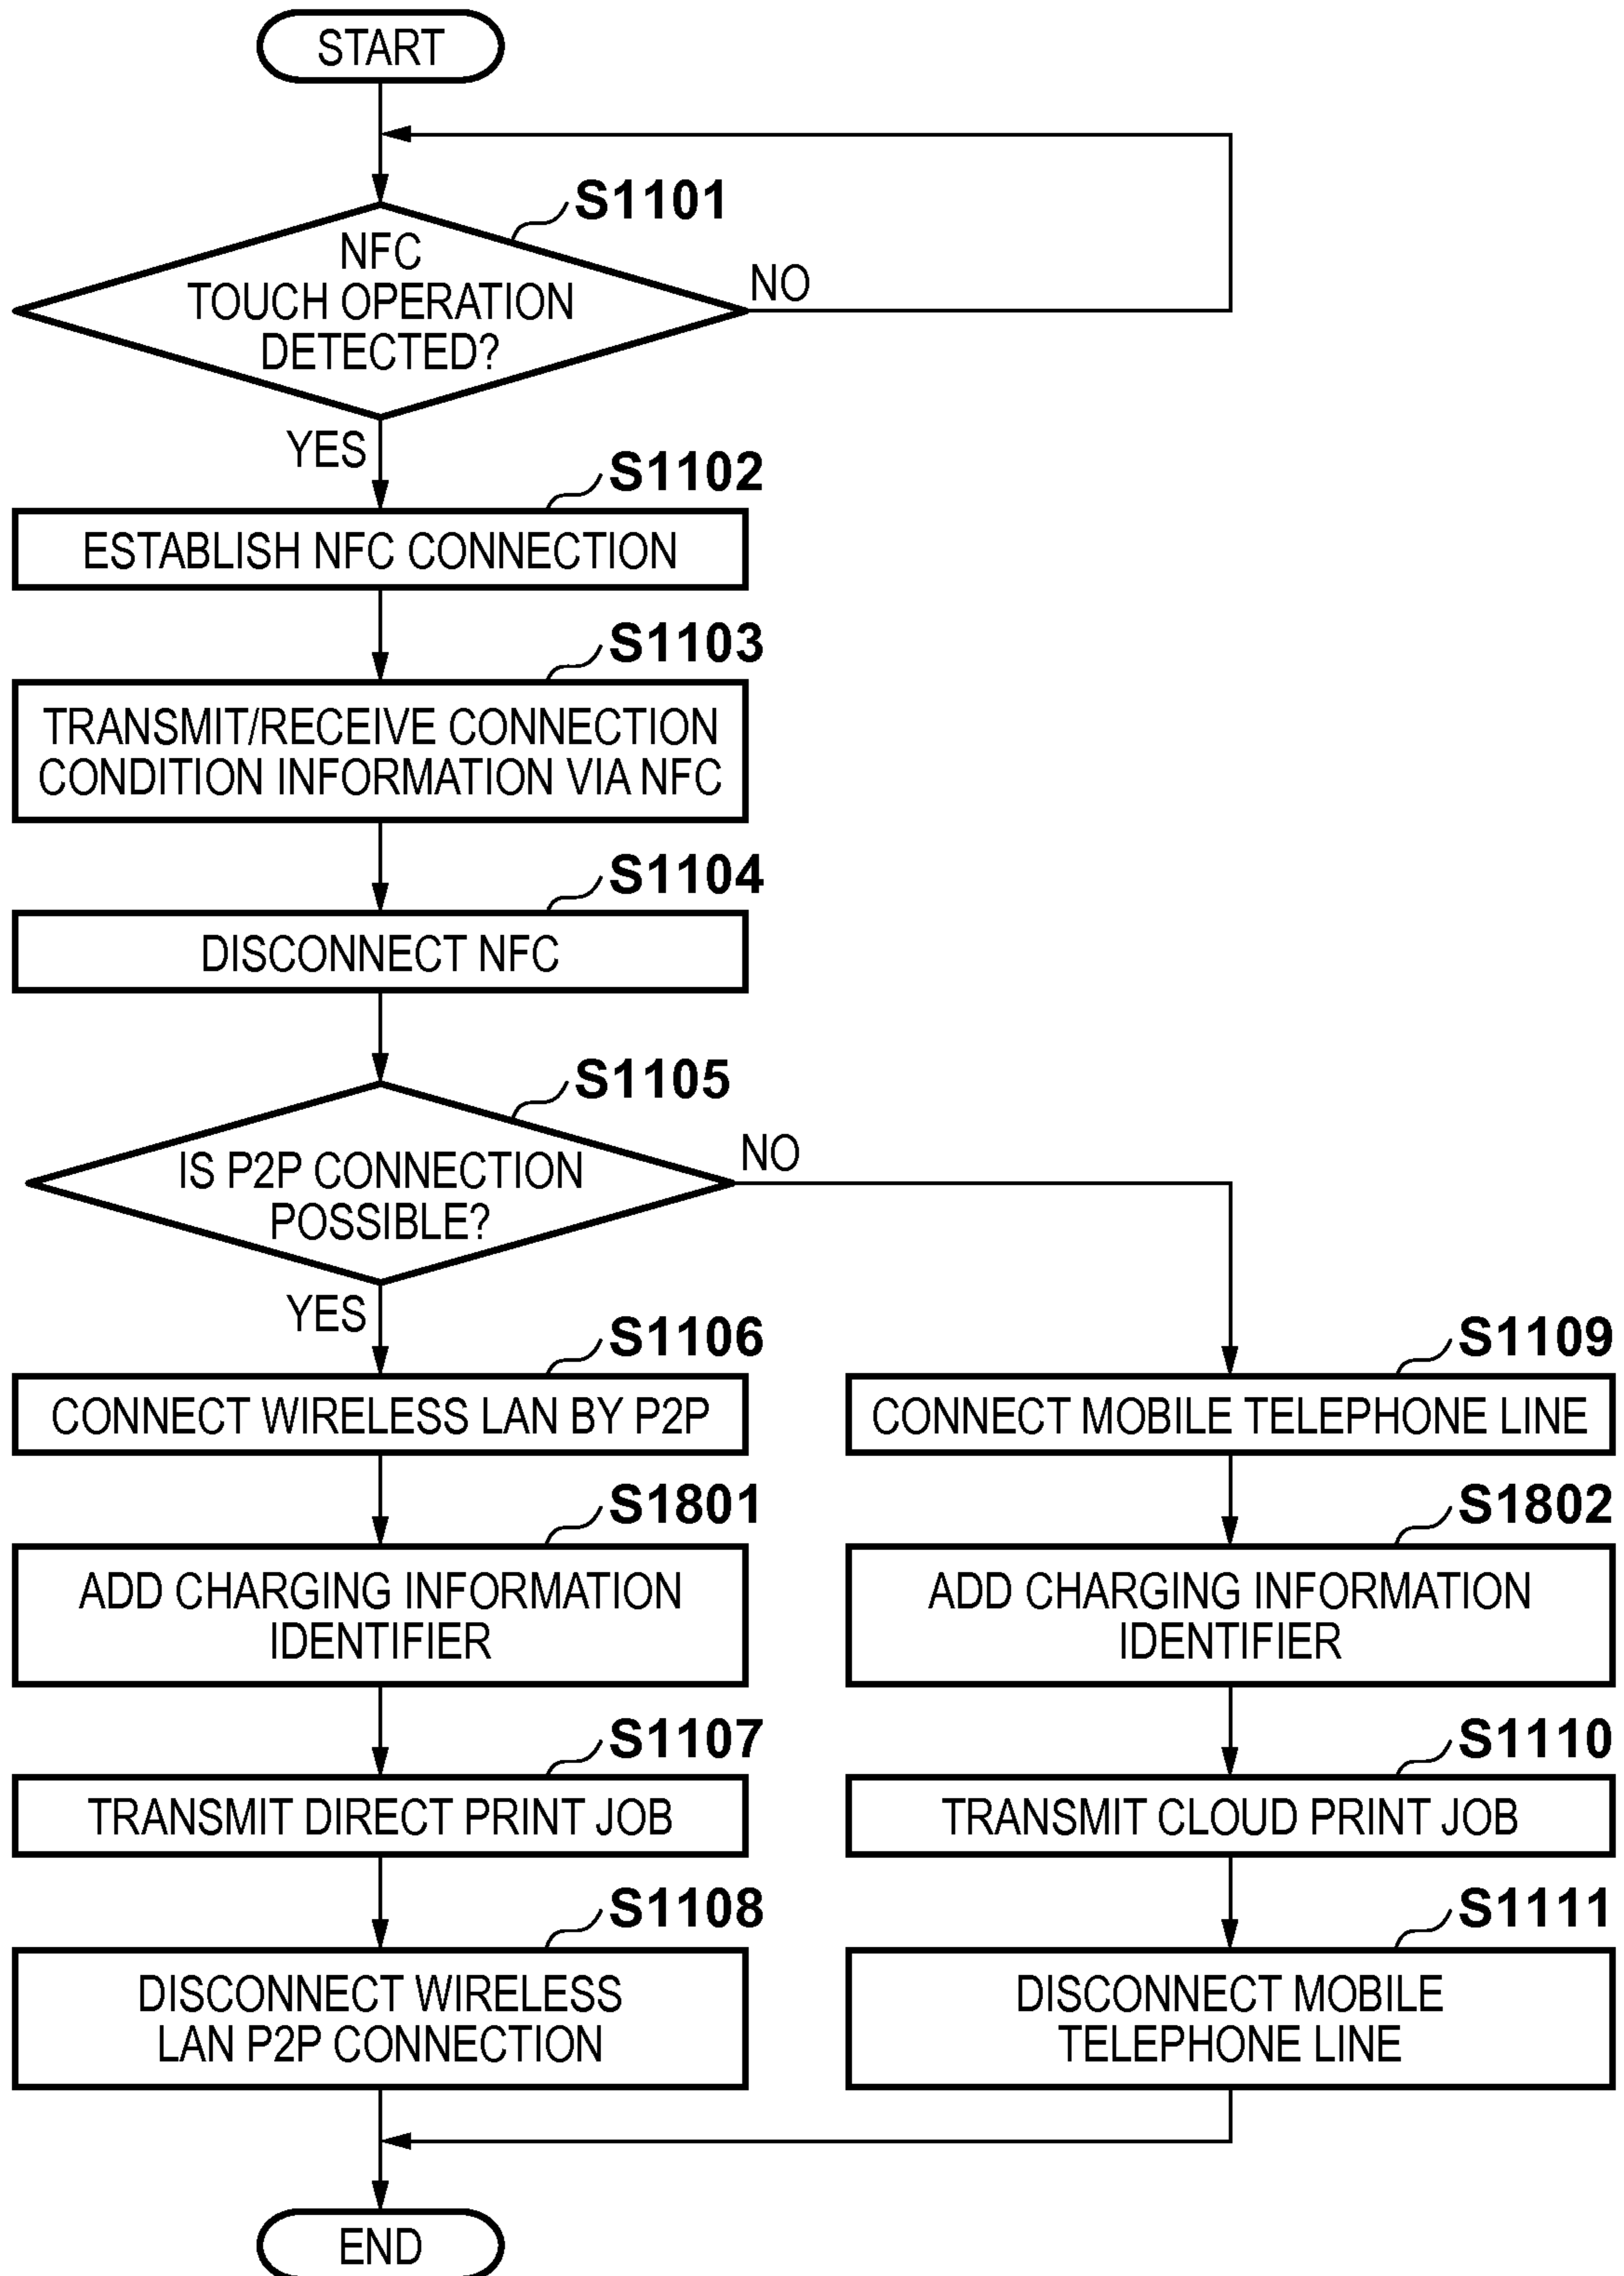 START
S1101
NFC
TOUCH OPERATION
DETECTED?
NO
YES
S1102
ESTABLISH NFC CONNECTION
S1103
TRANSMIT/RECEIVE CONNECTION
CONDITION INFORMATION VIA NFC
S1104
DISCONNECT NFC
S1105
IS P2P CONNECTION
POSSIBLE?
NO
YES
S1106
CONNECT WIRELESS LAN BY P2P
S1109
CONNECT MOBILE TELEPHONE LINE
S1801
ADD CHARGING INFORMATION
IDENTIFIER
S1802
ADD CHARGING INFORMATION
IDENTIFIER
S1107
TRANSMIT DIRECT PRINT JOB
S1110
TRANSMIT CLOUD PRINT JOB
S1108
DISCONNECT WIRELESS
LAN P2P CONNECTION
S1111
DISCONNECT MOBILE
TELEPHONE LINE
END